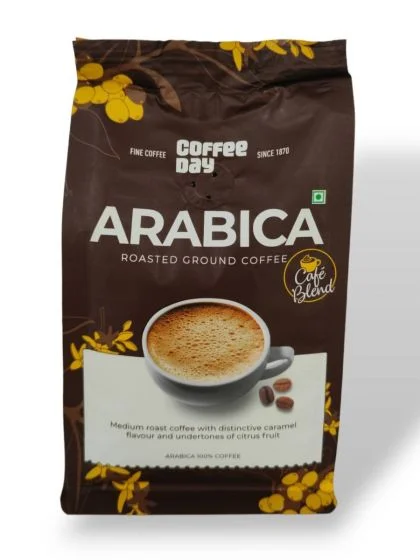 FINE COFFEE
COFFEE
DAY
SINCE 1870
ARABICA
ROASTED GROUND COFFEE
Café
Blend
Medium roast coffee with distinctive caramel
flavour and undertones of citrus fruit
ARABICA 100% COFFEE